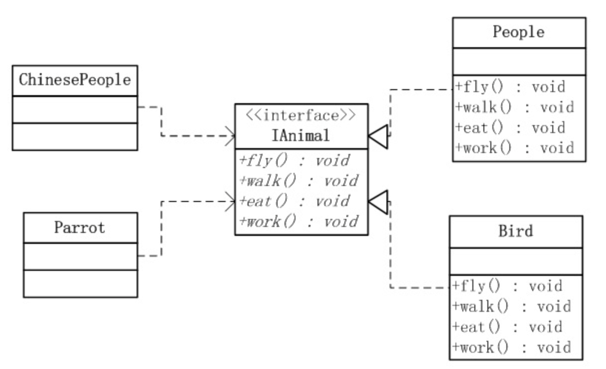 ChinesePeople
Parrot
<<interface>>
IAnimal
+fly() : void
+walk() : void
+eat() : void
+work() : void
People
+fly() : void
+walk() : void
+eat() : void
+work() : void
Bird
+fly() : void
+walk() : void
+eat() : void
+work() : void